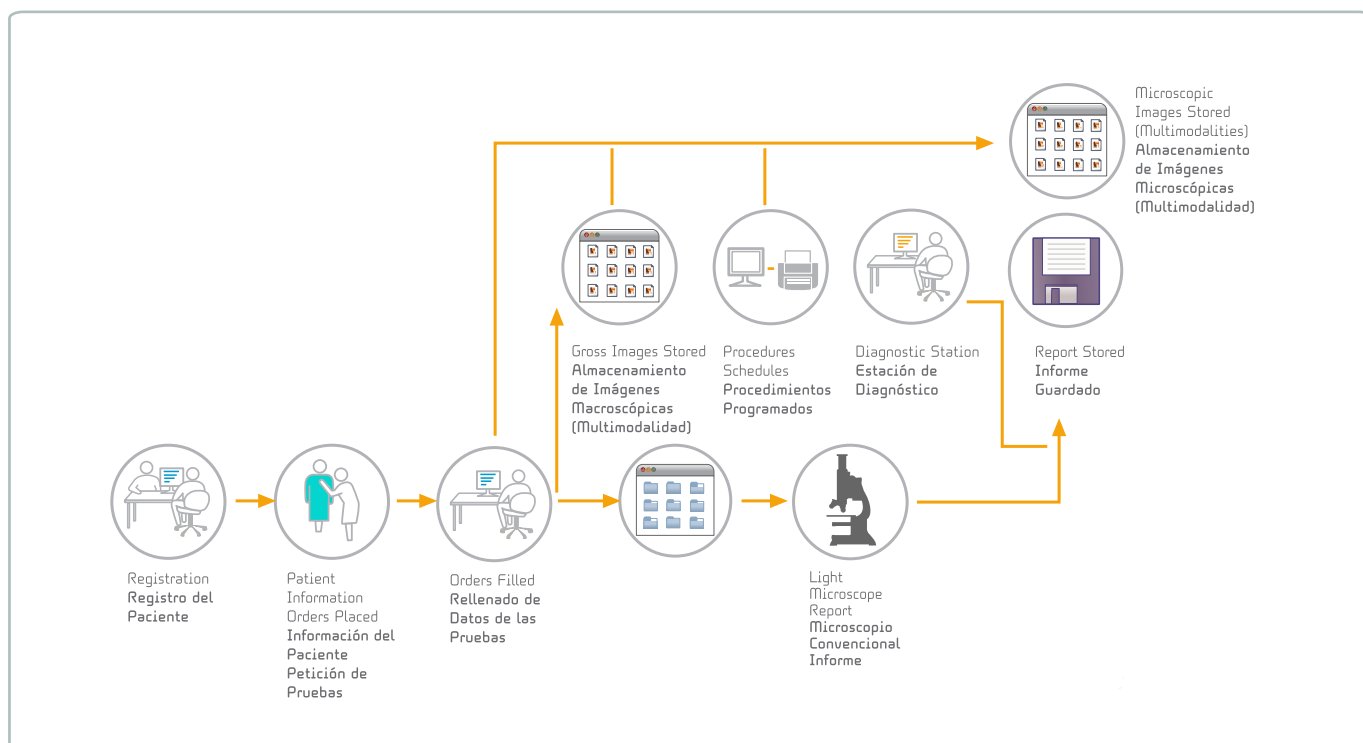 Microscopic
Images Stored
(Multimodalities)
Almacenamiento
de Imágenes
Microscópicas
(Multimodalidad)
Gross Images Stored
Almacenamiento
de Imágenes
Macroscópicas
(Multimodalidad)
Procedures
Schedules
Procedimientos
Programados
Diagnostic Station
Estación de
Diagnóstico
Report Stored
Informe
Guardado
Registration
Registro del
Paciente
Patient
Information
Orders Placed
Información del
Paciente
Petición de
Pruebas
Orders Filled
Rellenado de
Datos de las
Pruebas
Light
Microscope
Report
Microscopio
Convencional
Informe